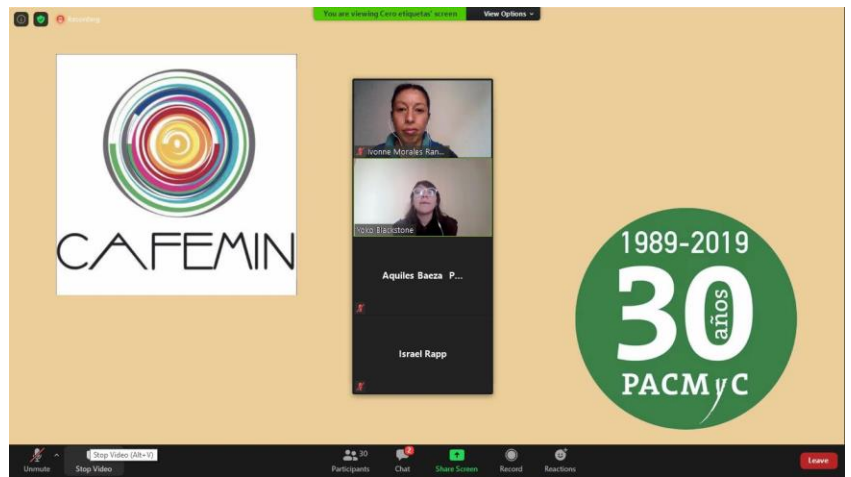 Recording
You are viewing Cero etiquetas' screen
View Options
CAFEMIN
Ivonne Morales Ran...
Yoko Blackstone
Aquiles Baeza P...
Israel Rapp
1989-2019
30
años
PACMyC
Stop Video (Alt+V)
Unmute
Stop Video
30
Participants
2
Chat
Share Screen
Record
Reactions
Leave